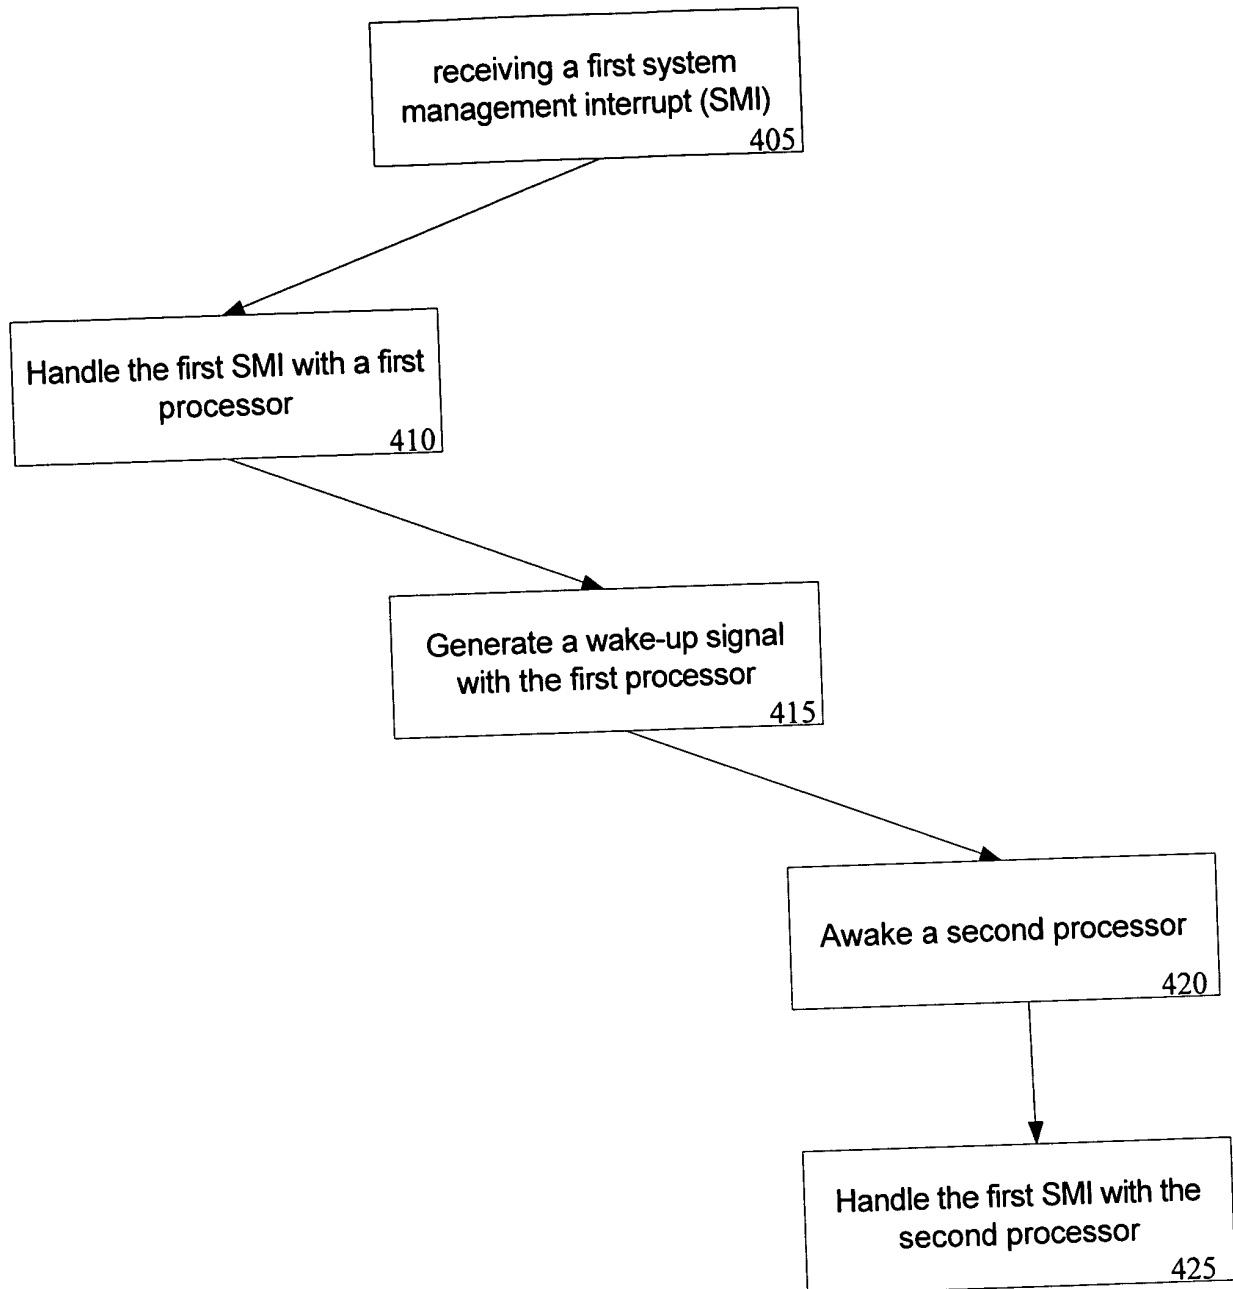 receiving a first system
management interrupt (SMI)
405
Handle the first SMI with a first
processor
410
Generate a wake-up signal
with the first processor
415
Awake a second processor
420
Handle the first SMI with the
second processor
425